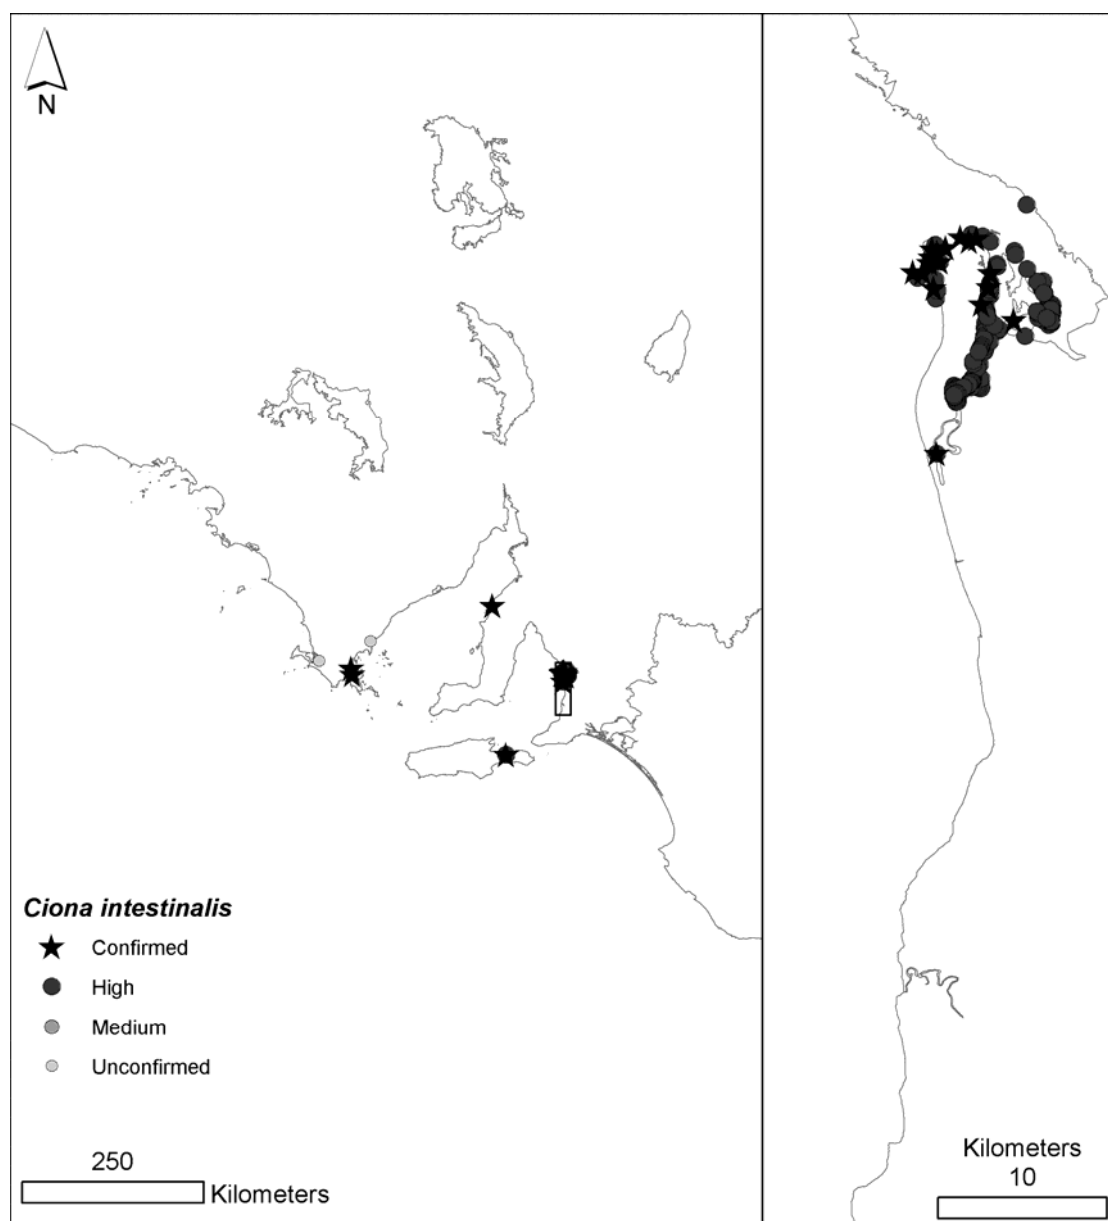 N
Ciona intestinalis
Confirmed
High
Medium
Unconfirmed
250
Kilometers
Kilometers
10